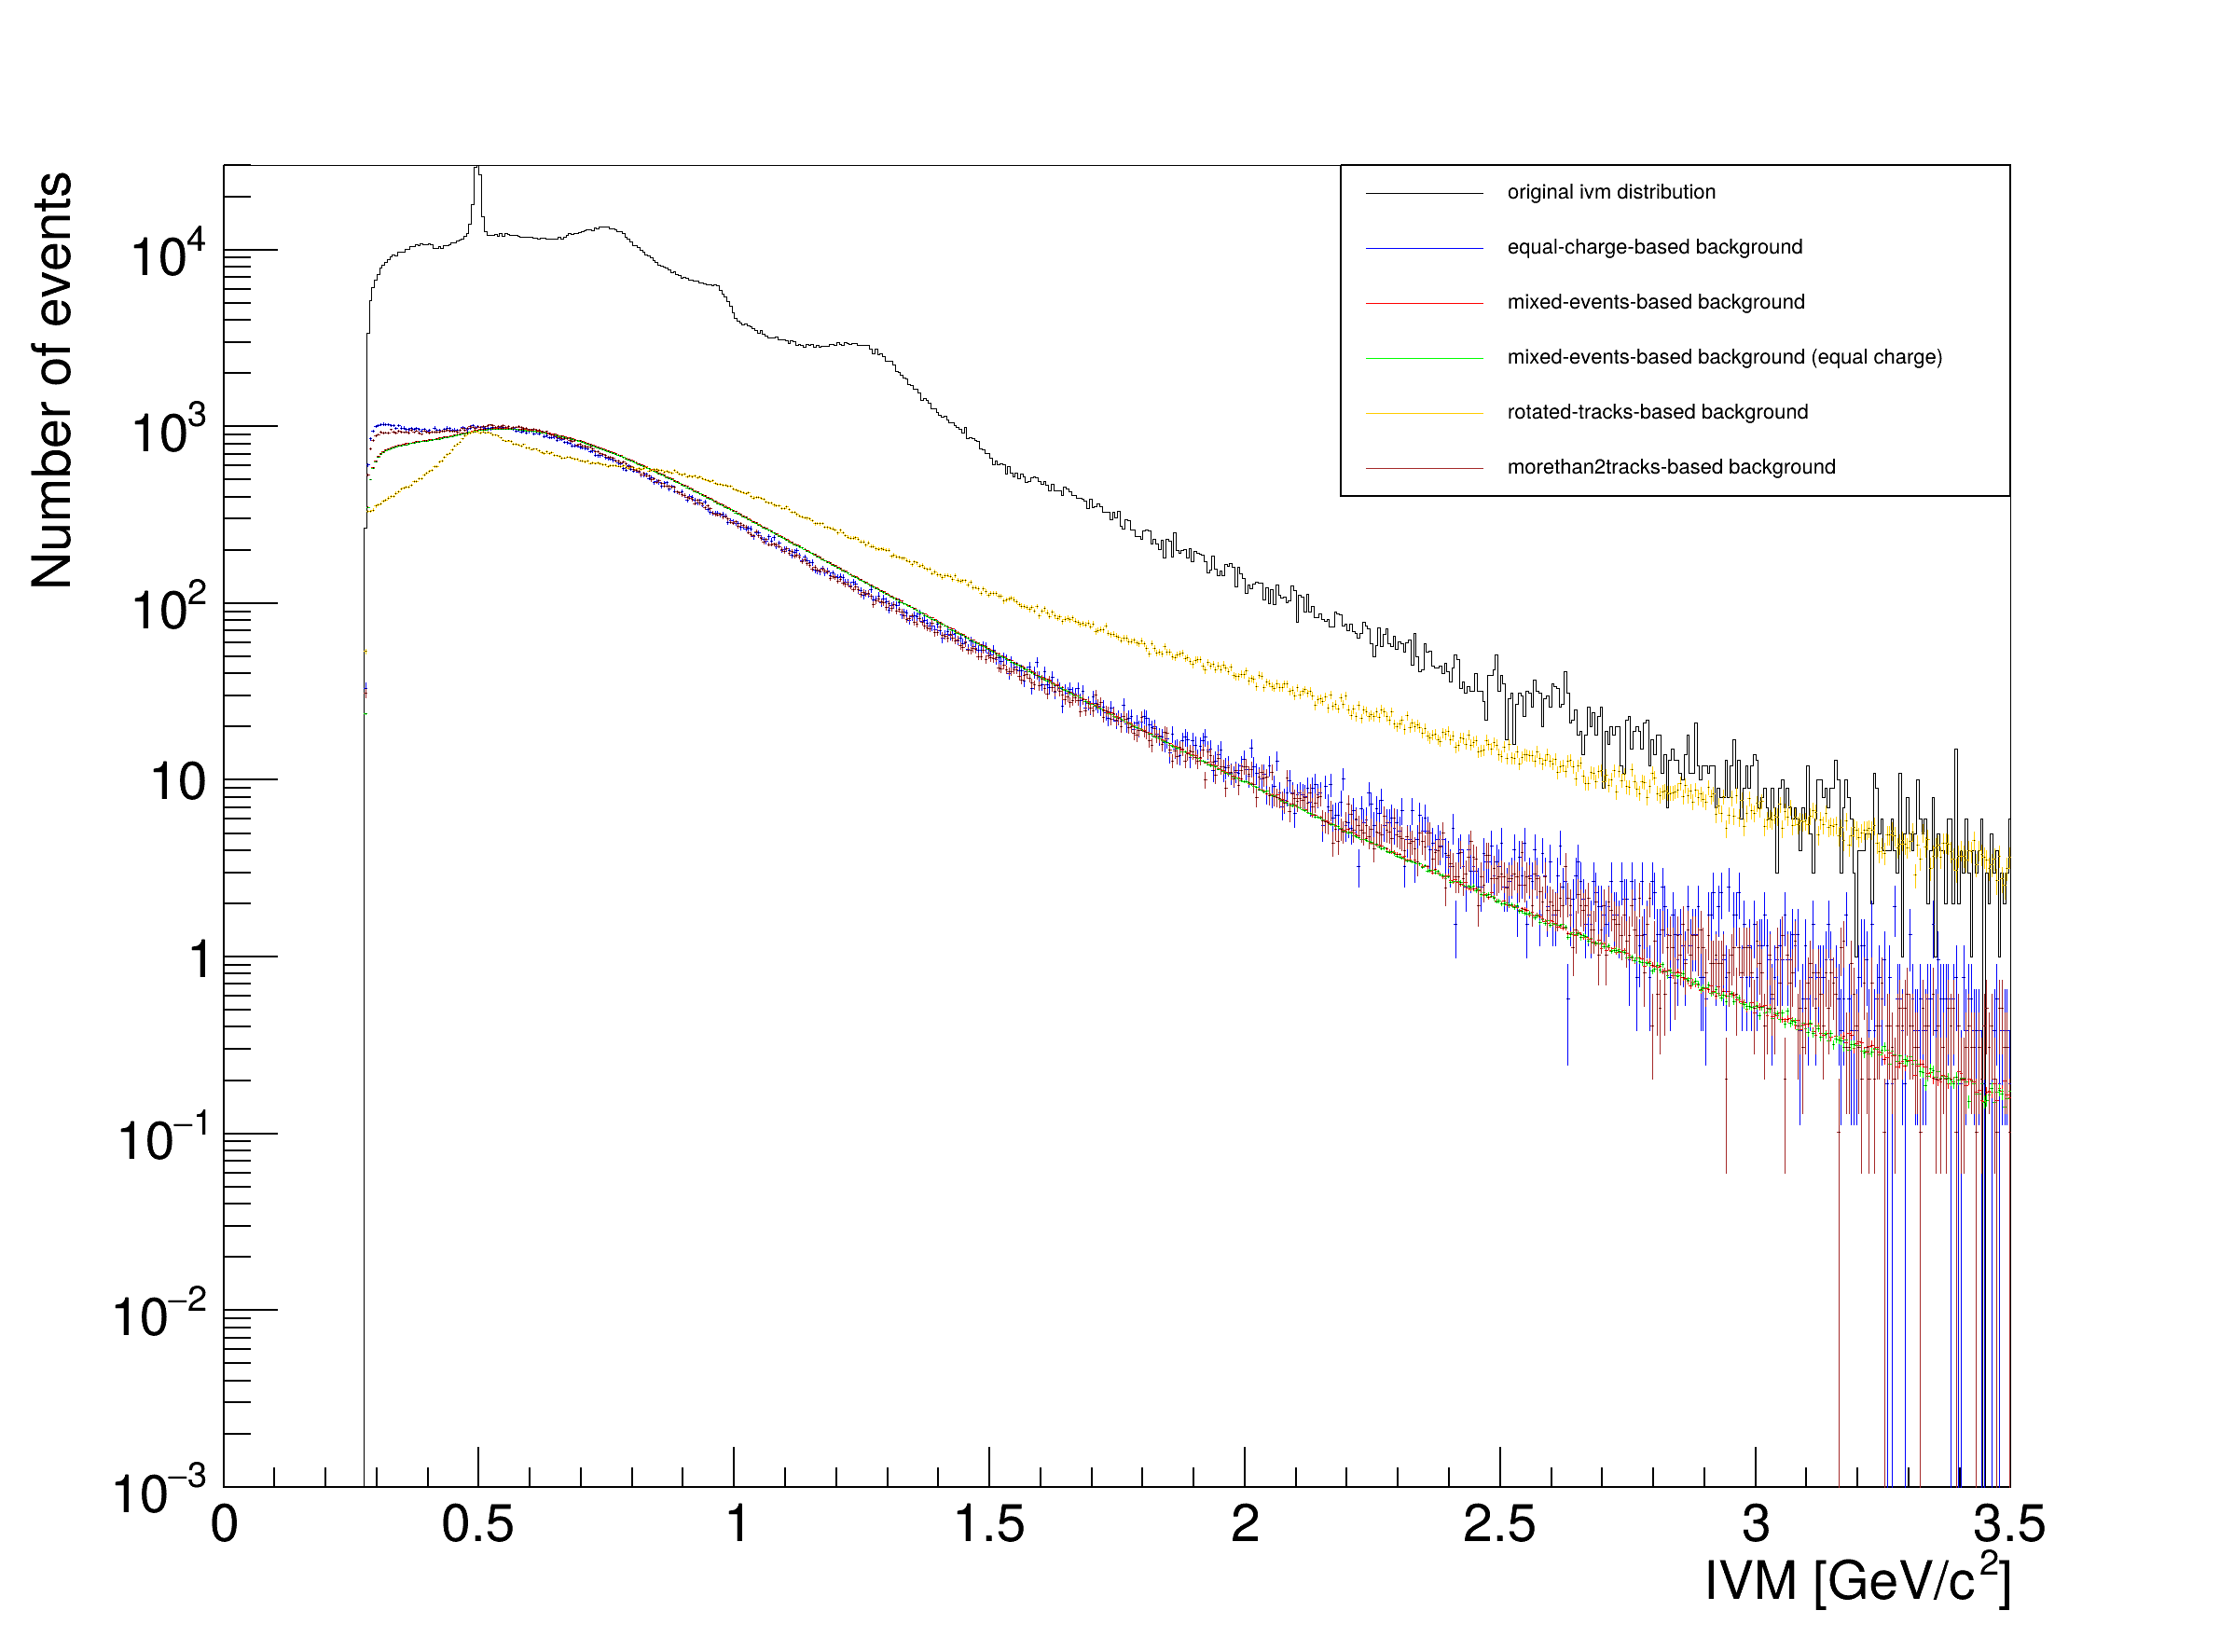 Number of events
10^4
10^3
10^2
10
1
10^−1
10^−2
10^−3
original ivm distribution
equal-charge-based background
mixed-events-based background
mixed-events-based background (equal charge)
rotated-tracks-based background
morethan2tracks-based background
0 0.5 1 1.5 2 2.5 3 3.5
IVM [GeV/c^2]